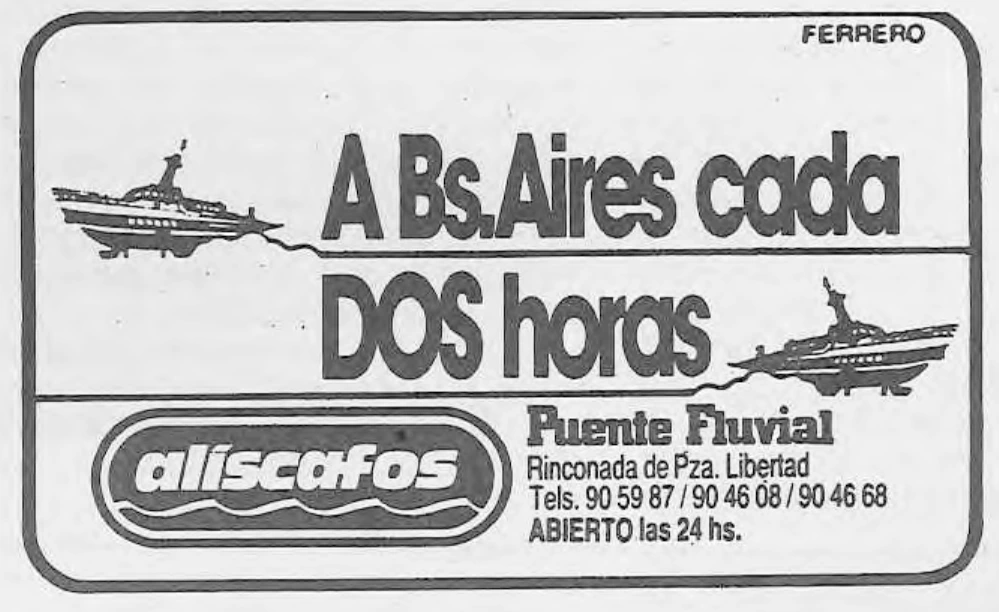 FERRERO
A Bs.Aires cada
DOS horas
alíscafos
Puente Fluvial
Rinconada de Pza. Libertad
Tels. 90 59 87 / 90 46 08 / 90 46 68
ABIERTO las 24 hs.